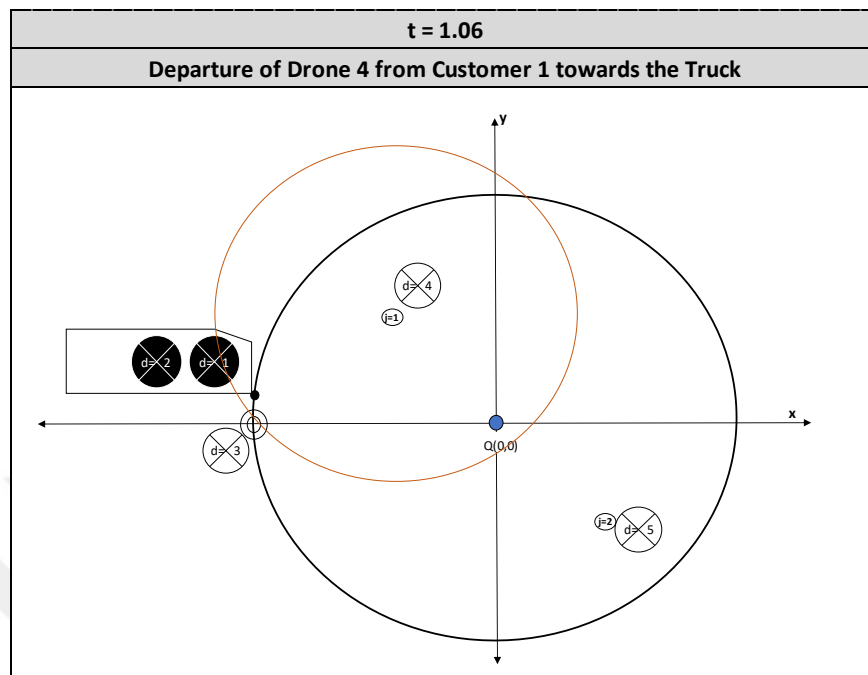 t = 1.06
Departure of Drone 4 from Customer 1 towards the Truck
y
d= 4
j=1
d= 2
d= 1
x
Q(0,0)
d= 3
j=2
d= 5